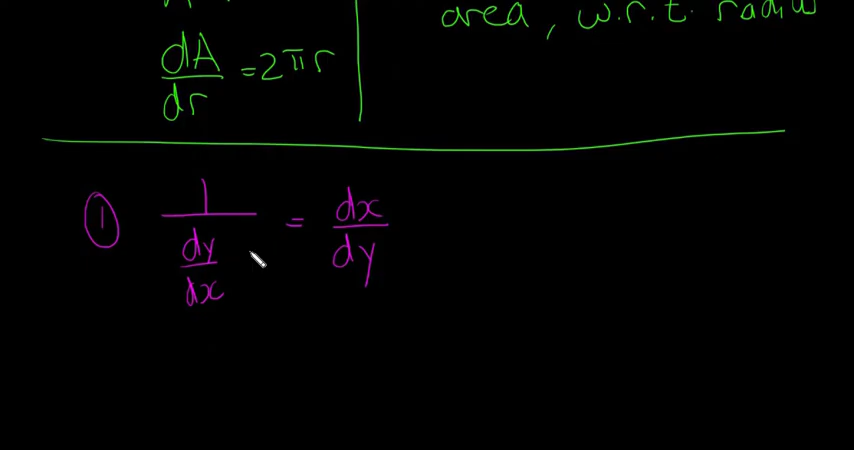 area, w.r.t. radius
dA/dr = 2πr
① 1/(dy/dx) = dx/dy